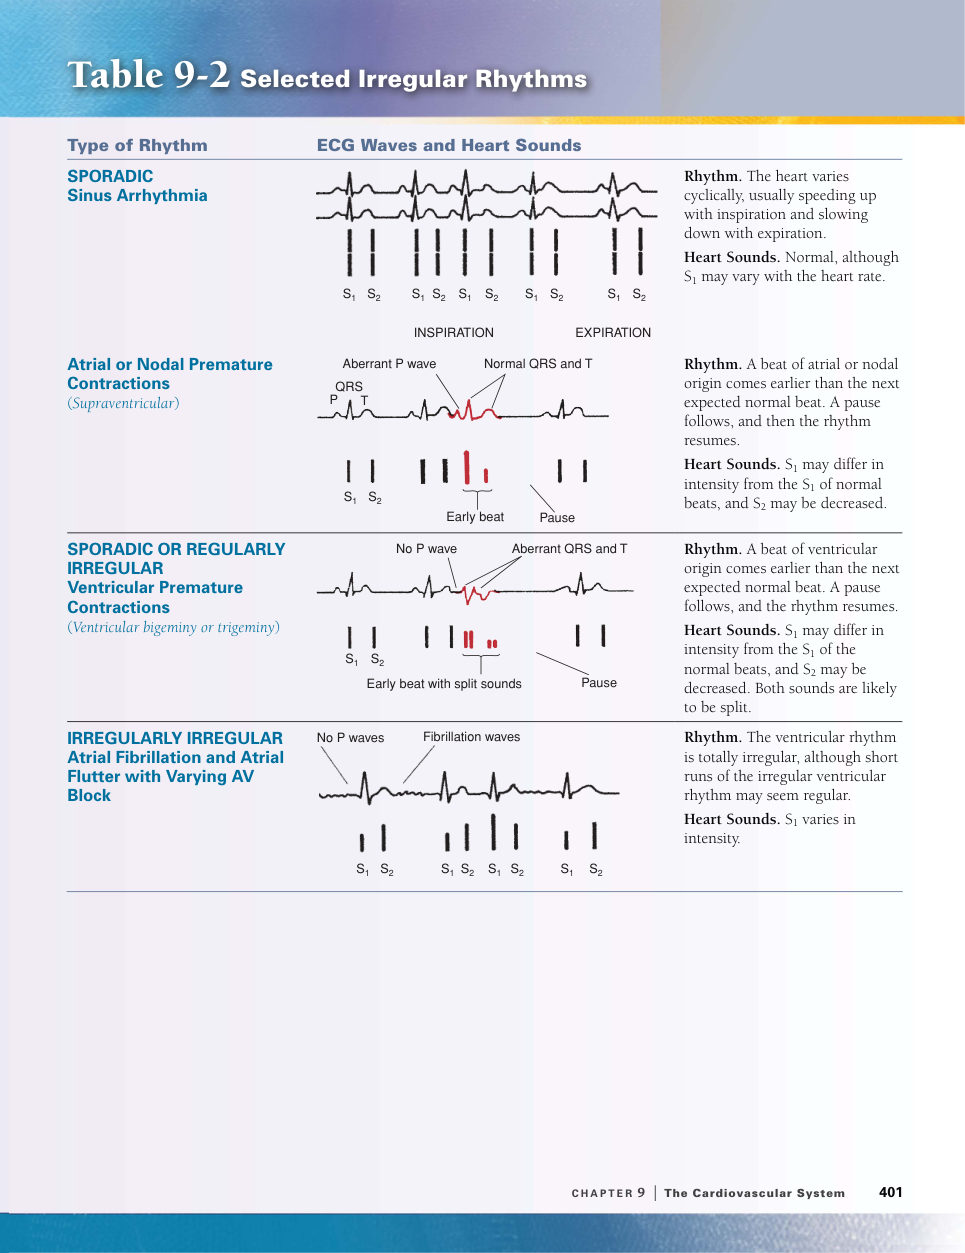 Table 9-2 Selected Irregular Rhythms
Type of Rhythm
ECG Waves and Heart Sounds
SPORADIC
Sinus Arrhythmia
S₁ S₂ S₁ S₂ S₁ S₂ S₁ S₂ S₁ S₂
INSPIRATION EXPIRATION
Rhythm. The heart varies
cyclically, usually speeding up
with inspiration and slowing
down with expiration.
Heart Sounds. Normal, although
S₁ may vary with the heart rate.
Atrial or Nodal Premature
Contractions
(Supraventricular)
Aberrant P wave Normal QRS and T
QRS
P T
S₁ S₂
Early beat Pause
Rhythm. A beat of atrial or nodal
origin comes earlier than the next
expected normal beat. A pause
follows, and then the rhythm
resumes.
Heart Sounds. S₁ may differ in
intensity from the S₁ of normal
beats, and S₂ may be decreased.
SPORADIC OR REGULARLY
IRREGULAR
Ventricular Premature
Contractions
(Ventricular bigeminy or trigeminy)
No P wave Aberrant QRS and T
S₁ S₂
Early beat with split sounds Pause
Rhythm. A beat of ventricular
origin comes earlier than the next
expected normal beat. A pause
follows, and the rhythm resumes.
Heart Sounds. S₁ may differ in
intensity from the S₁ of the
normal beats, and S₂ may be
decreased. Both sounds are likely
to be split.
IRREGULARLY IRREGULAR
Atrial Fibrillation and Atrial
Flutter with Varying AV
Block
No P waves Fibrillation waves
S₁ S₂ S₁ S₂ S₁ S₂ S₁ S₂
Rhythm. The ventricular rhythm
is totally irregular, although short
runs of the irregular ventricular
rhythm may seem regular.
Heart Sounds. S₁ varies in
intensity.
CHAPTER 9 | The Cardiovascular System 401